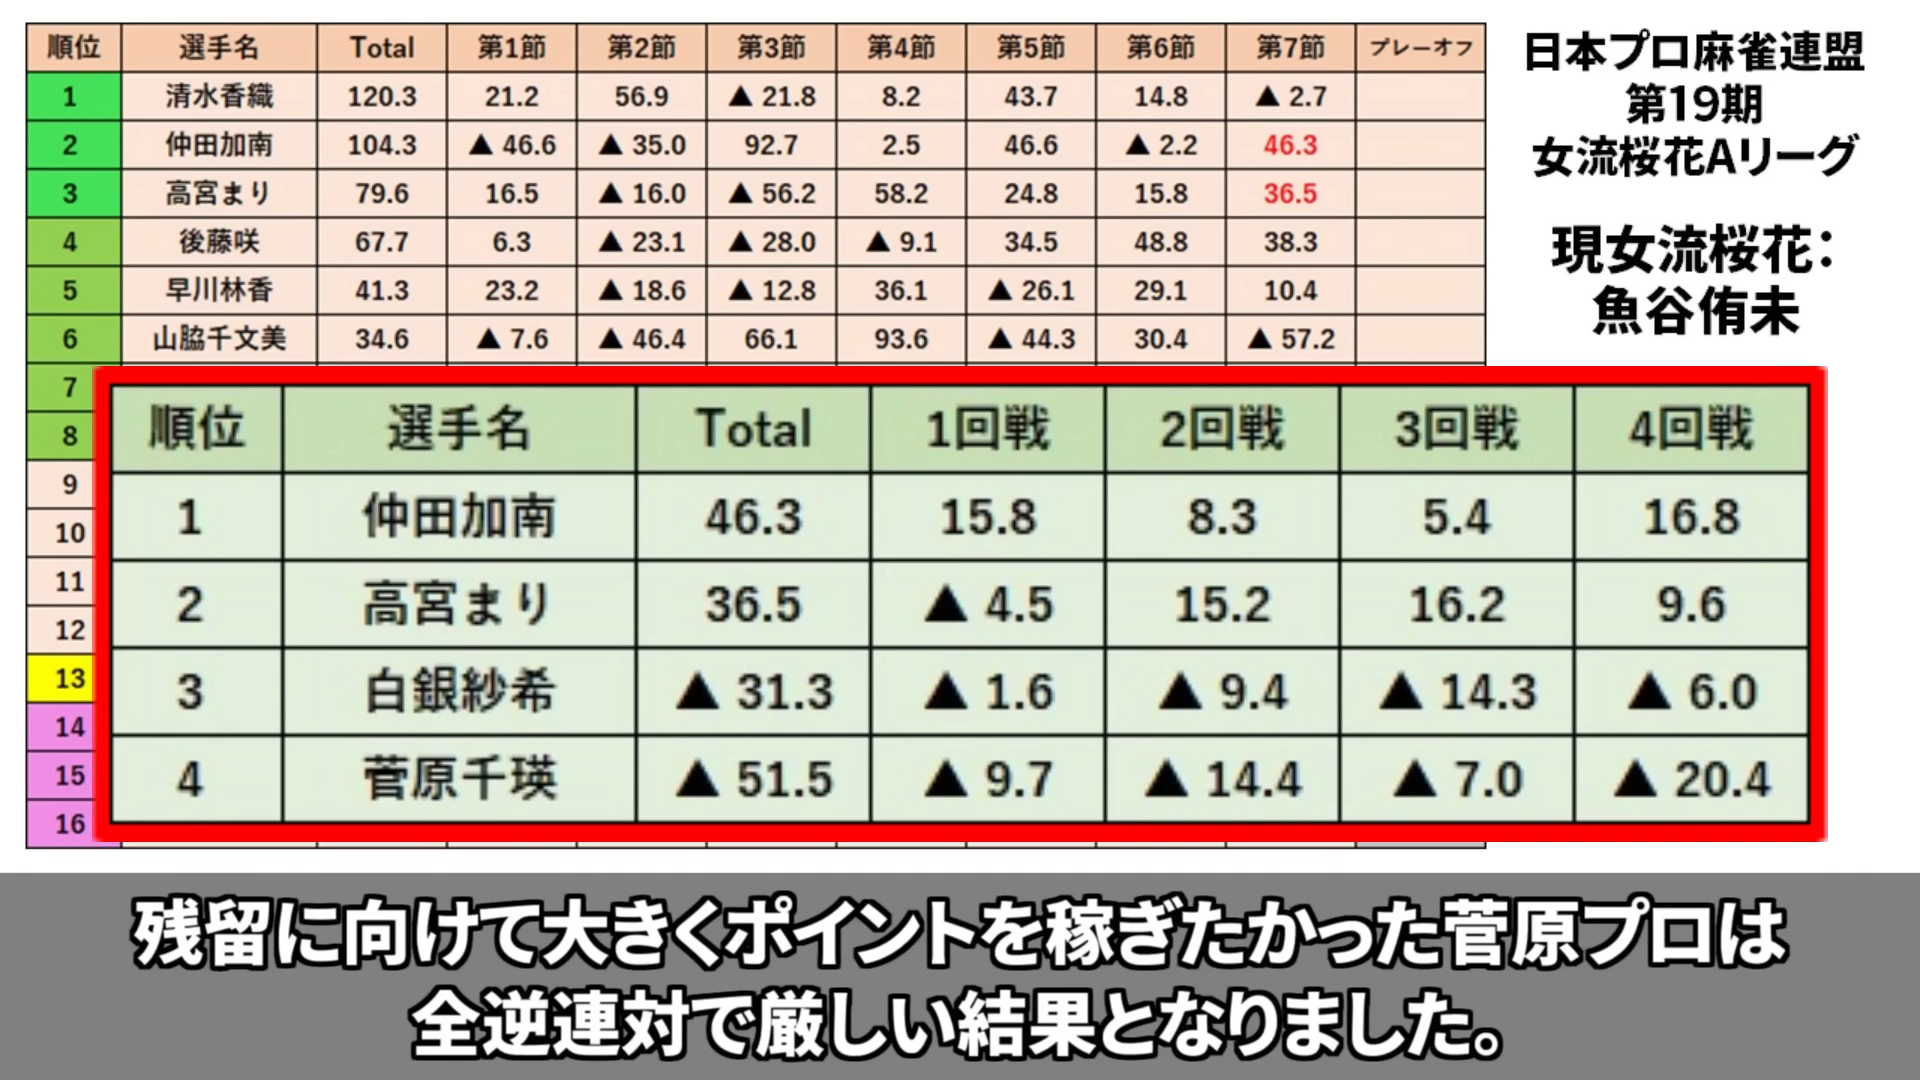 順位 選手名 Total 第1節 第2節 第3節 第4節 第5節 第6節 第7節 プレーオフ
1 清水香織 120.3 21.2 56.9 ▲ 21.8 8.2 43.7 14.8 ▲ 2.7
2 仲田加南 104.3 ▲ 46.6 ▲ 35.0 92.7 2.5 46.6 ▲ 2.2 46.3
3 高宮まり 79.6 16.5 ▲ 16.0 ▲ 56.2 58.2 24.8 15.8 36.5
4 後藤咲 67.7 6.3 ▲ 23.1 ▲ 28.0 ▲ 9.1 34.5 48.8 38.3
5 早川林香 41.3 23.2 ▲ 18.6 ▲ 12.8 36.1 ▲ 26.1 29.1 10.4
6 山脇千文美 34.6 ▲ 7.6 ▲ 46.4 66.1 93.6 ▲ 44.3 30.4 ▲ 57.2
7
8
9
10
11
12
13
14
15
16
日本プロ麻雀連盟
第19期
女流桜花Aリーグ
現女流桜花：
魚谷侑未
順位 選手名 Total 1回戦 2回戦 3回戦 4回戦
1 仲田加南 46.3 15.8 8.3 5.4 16.8
2 高宮まり 36.5 ▲ 4.5 15.2 16.2 9.6
3 白銀紗希 ▲ 31.3 ▲ 1.6 ▲ 9.4 ▲ 14.3 ▲ 6.0
4 菅原千瑛 ▲ 51.5 ▲ 9.7 ▲ 14.4 ▲ 7.0 ▲ 20.4
残留に向けて大きくポイントを稼ぎたかった菅原プロは
全逆連対で厳しい結果となりました。